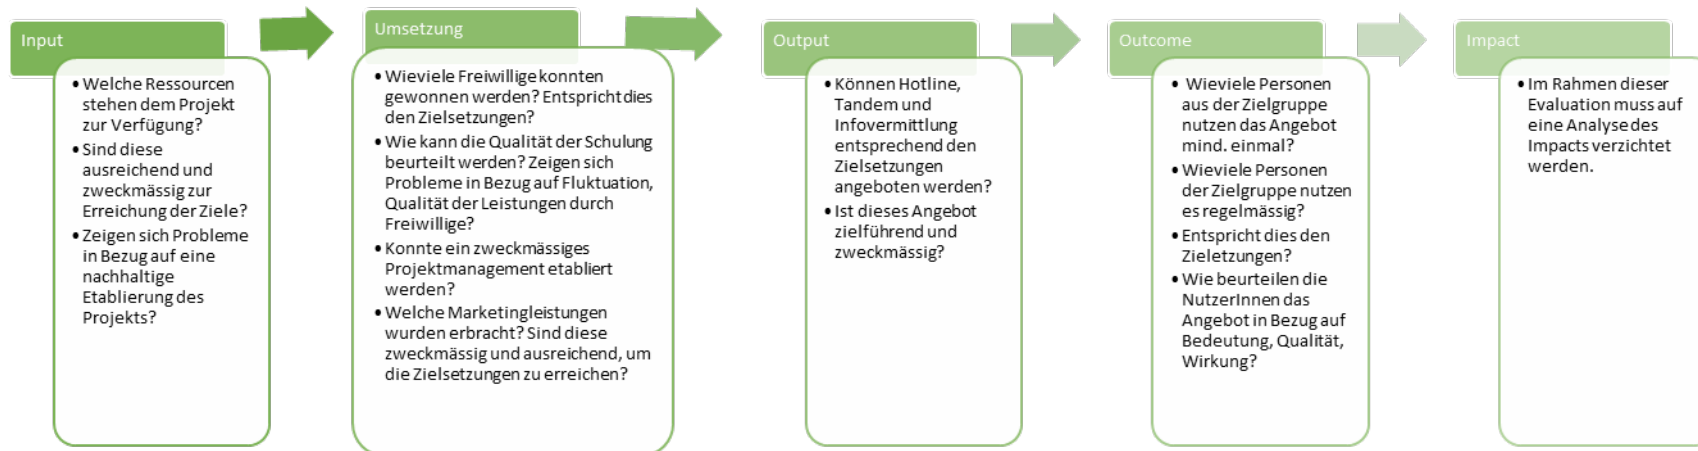 Input
• Welche Ressourcen
stehen dem Projekt
zur Verfügung?
• Sind diese
ausreichend und
zweckmässig zur
Erreichung der Ziele?
• Zeigen sich Probleme
in Bezug auf eine
nachhaltige
Etablierung des
Projekts?
Umsetzung
• Wieviele Freiwillige konnten
gewonnen werden? Entspricht dies
den Zielsetzungen?
• Wie kann die Qualität der Schulung
beurteilt werden? Zeigen sich
Probleme in Bezug auf Fluktuation,
Qualität der Leistungen durch
Freiwillige?
• Konnte ein zweckmässiges
Projektmanagement etabliert
werden?
• Welche Marketingleistungen
wurden erbracht? Sind diese
zweckmässig und ausreichend, um
die Zielsetzungen zu erreichen?
Output
• Können Hotline,
Tandem und
Infovermittlung
entsprechend den
Zielsetzungen
angeboten werden?
• Ist dieses Angebot
zielführend und
zweckmässig?
Outcome
• Wieviele Personen
aus der Zielgruppe
nutzen das Angebot
mind. einmal?
• Wieviele Personen
der Zielgruppe nutzen
es regelmässig?
• Entspricht dies den
Zieletzungen?
• Wie beurteilen die
NutzerInnen das
Angebot in Bezug auf
Bedeutung, Qualität,
Wirkung?
Impact
• Im Rahmen dieser
Evaluation muss auf
eine Analyse des
Impacts verzichtet
werden.